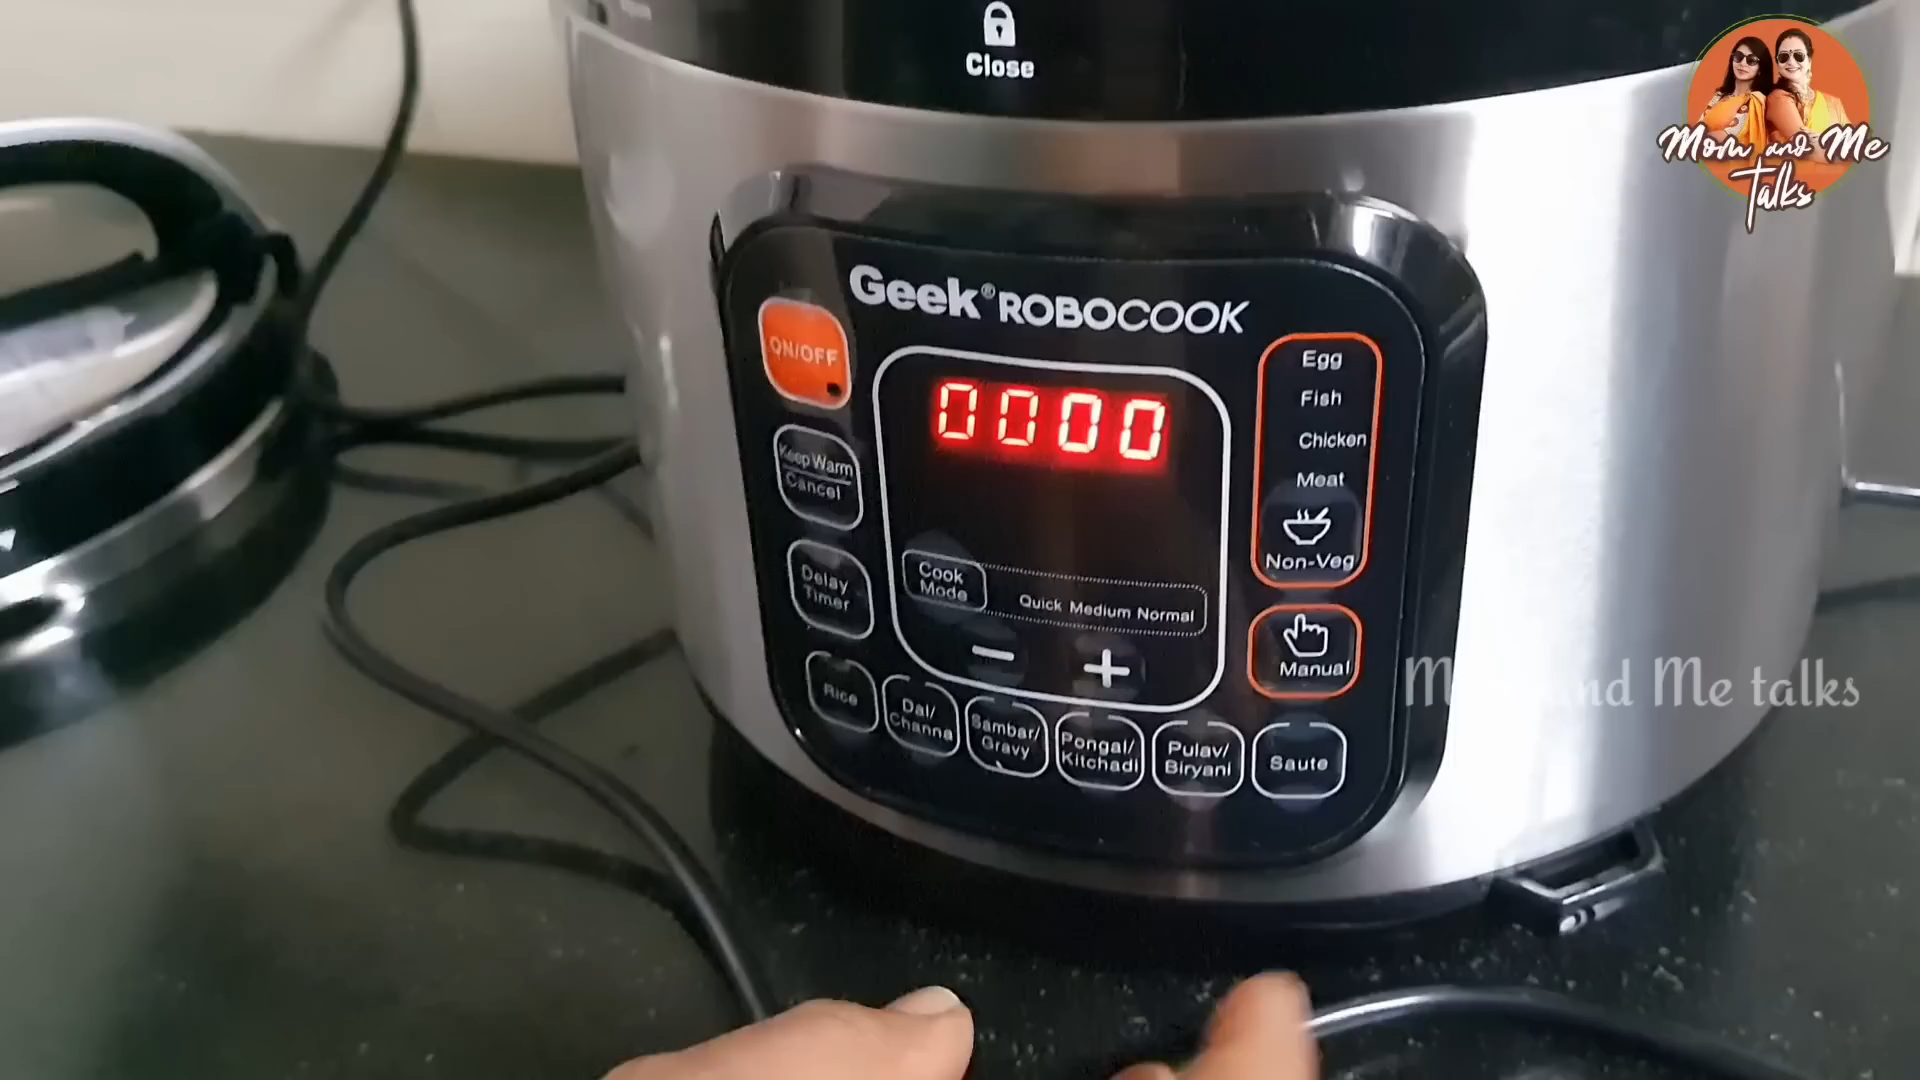 Close
Mom and Me
Talks
Geek® ROBOCOOK
ON/OFF
0000
Egg
Fish
Chicken
Meat
Non-Veg
Keep Warm
Cancel
Delay
Timer
Cook
Mode
Quick Medium Normal
− +
Manual
and Me talks
Rice
Dal/
Channa
Sambar/
Gravy
Pongal/
Kitchadi
Pulav/
Biryani
Saute